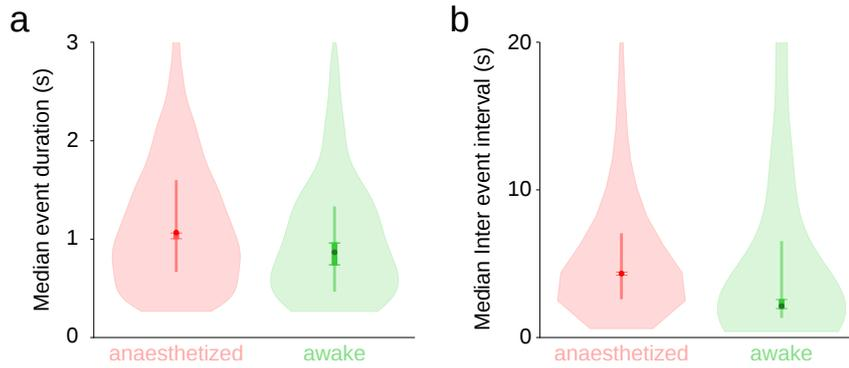 a
Median event duration (s)
3
2
1
0
anaesthetized
awake
b
Median Inter event interval (s)
20
10
0
anaesthetized
awake